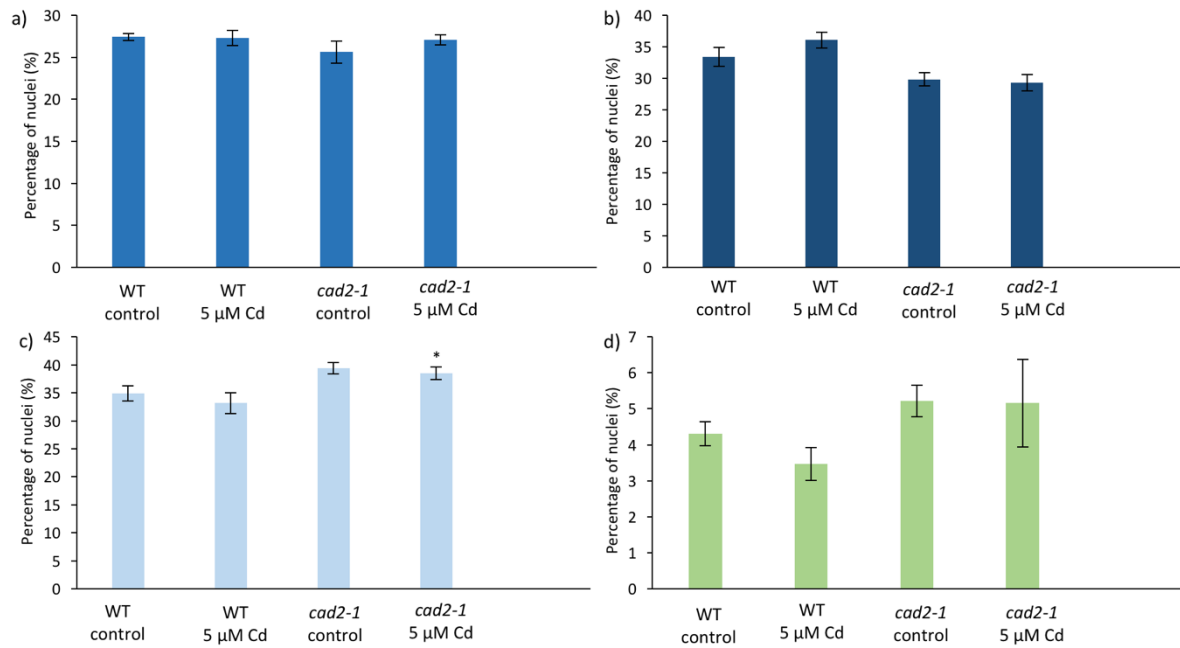 a)
Percentage of nuclei (%)
30
25
20
15
10
5
0
WT
control
WT
5 µM Cd
cad2-1
control
cad2-1
5 µM Cd
b)
Percentage of nuclei (%)
40
35
30
25
20
15
10
5
0
WT
control
WT
5 µM Cd
cad2-1
control
cad2-1
5 µM Cd
c)
Percentage of nuclei (%)
45
40
35
30
25
20
15
10
5
0
*
WT
control
WT
5 µM Cd
cad2-1
control
cad2-1
5 µM Cd
d)
Percentage of nuclei (%)
7
6
5
4
3
2
1
0
WT
control
WT
5 µM Cd
cad2-1
control
cad2-1
5 µM Cd